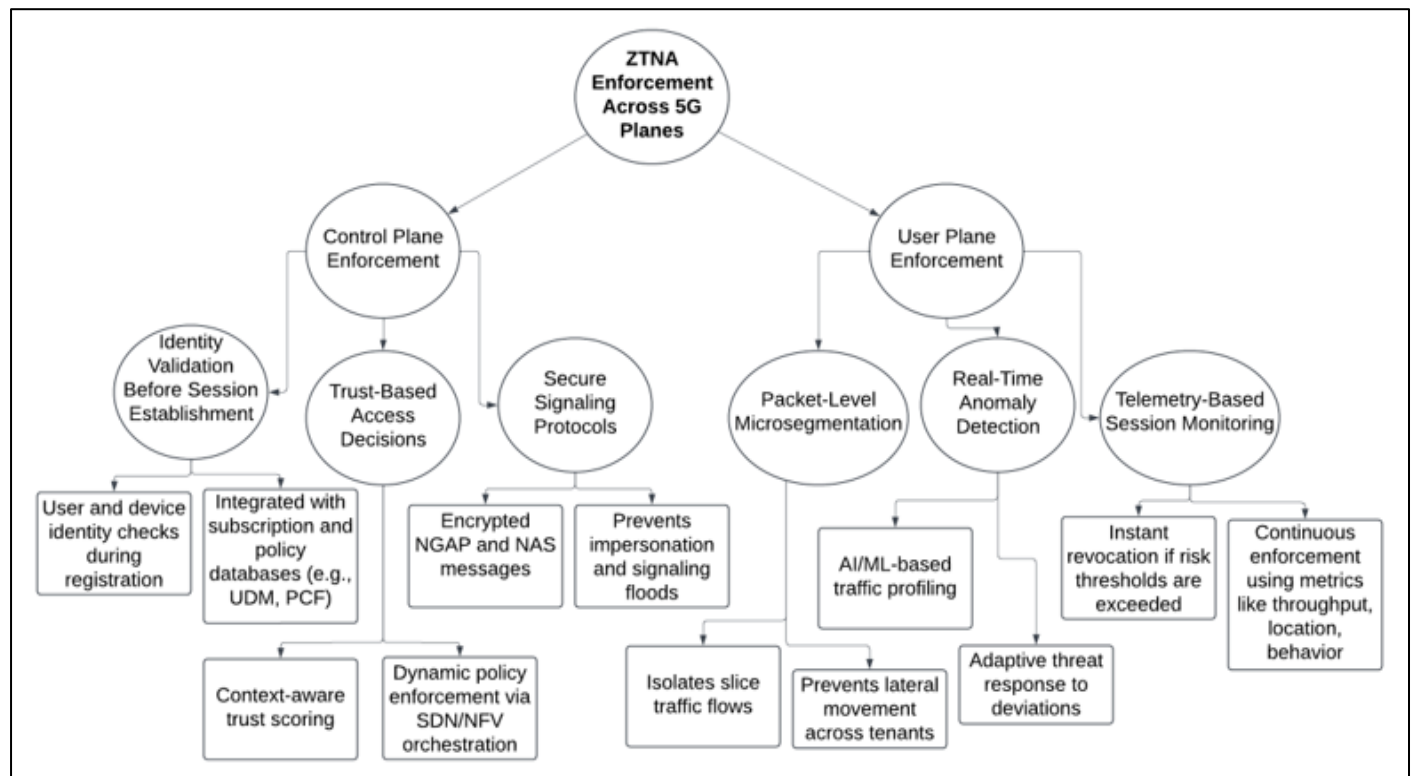 ZTNA
Enforcement
Across 5G
Planes
Control Plane
Enforcement
User Plane
Enforcement
Identity
Validation
Before Session
Establishment
Trust-Based
Access
Decisions
Secure
Signaling
Protocols
Packet-Level
Microsegmentation
Real-Time
Anomaly
Detection
Telemetry-Based
Session Monitoring
User and device
identity checks
during
registration
Integrated with
subscription and
policy
databases (e.g.,
UDM, PCF)
Encrypted
NGAP and NAS
messages
Prevents
impersonation
and signaling
floods
AI/ML-based
traffic profiling
Instant
revocation if risk
thresholds are
exceeded
Continuous
enforcement
using metrics
like throughput,
location,
behavior
Context-aware
trust scoring
Dynamic policy
enforcement via
SDN/NFV
orchestration
Isolates slice
traffic flows
Prevents lateral
movement
across tenants
Adaptive threat
response to
deviations